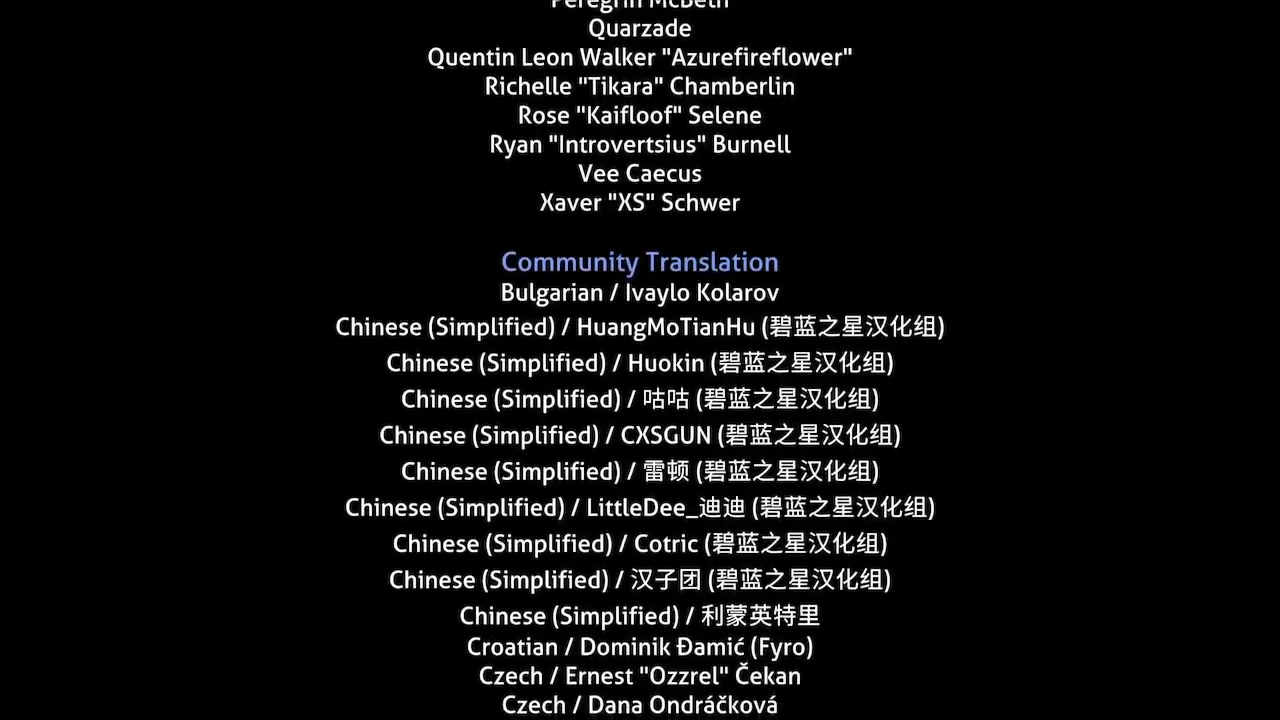 Peregrin McBeth
Quarzade
Quentin Leon Walker "Azurefireflower"
Richelle "Tikara" Chamberlin
Rose "Kaifloof" Selene
Ryan "Introvertsius" Burnell
Vee Caecus
Xaver "XS" Schwer
Community Translation
Bulgarian / Ivaylo Kolarov
Chinese (Simplified) / HuangMoTianHu (碧蓝之星汉化组)
Chinese (Simplified) / Huokin (碧蓝之星汉化组)
Chinese (Simplified) / 咕咕 (碧蓝之星汉化组)
Chinese (Simplified) / CXSGUN (碧蓝之星汉化组)
Chinese (Simplified) / 雷顿 (碧蓝之星汉化组)
Chinese (Simplified) / LittleDee_迪迪 (碧蓝之星汉化组)
Chinese (Simplified) / Cotric (碧蓝之星汉化组)
Chinese (Simplified) / 汉子团 (碧蓝之星汉化组)
Chinese (Simplified) / 利蒙英特里
Croatian / Dominik Đamić (Fyro)
Czech / Ernest "Ozzrel" Čekan
Czech / Dana Ondráčková